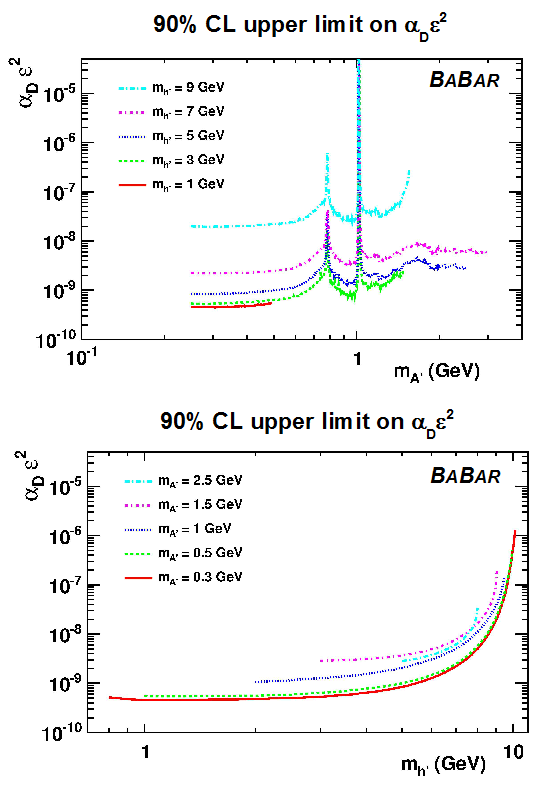 90% CL upper limit on α_D ε²
α_D ε²
BABAR
m_h' = 9 GeV
m_h' = 7 GeV
m_h' = 5 GeV
m_h' = 3 GeV
m_h' = 1 GeV
10⁻⁵
10⁻⁶
10⁻⁷
10⁻⁸
10⁻⁹
10⁻¹⁰
10⁻¹
1
m_A' (GeV)
90% CL upper limit on α_D ε²
α_D ε²
BABAR
m_A' = 2.5 GeV
m_A' = 1.5 GeV
m_A' = 1 GeV
m_A' = 0.5 GeV
m_A' = 0.3 GeV
10⁻⁵
10⁻⁶
10⁻⁷
10⁻⁸
10⁻⁹
10⁻¹⁰
1
10
m_h' (GeV)